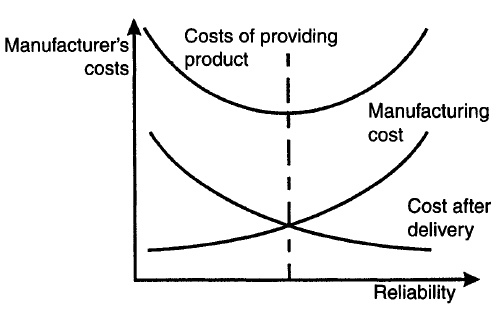 Manufacturer's
costs
Costs of providing
product
Manufacturing
cost
Cost after
delivery
Reliability